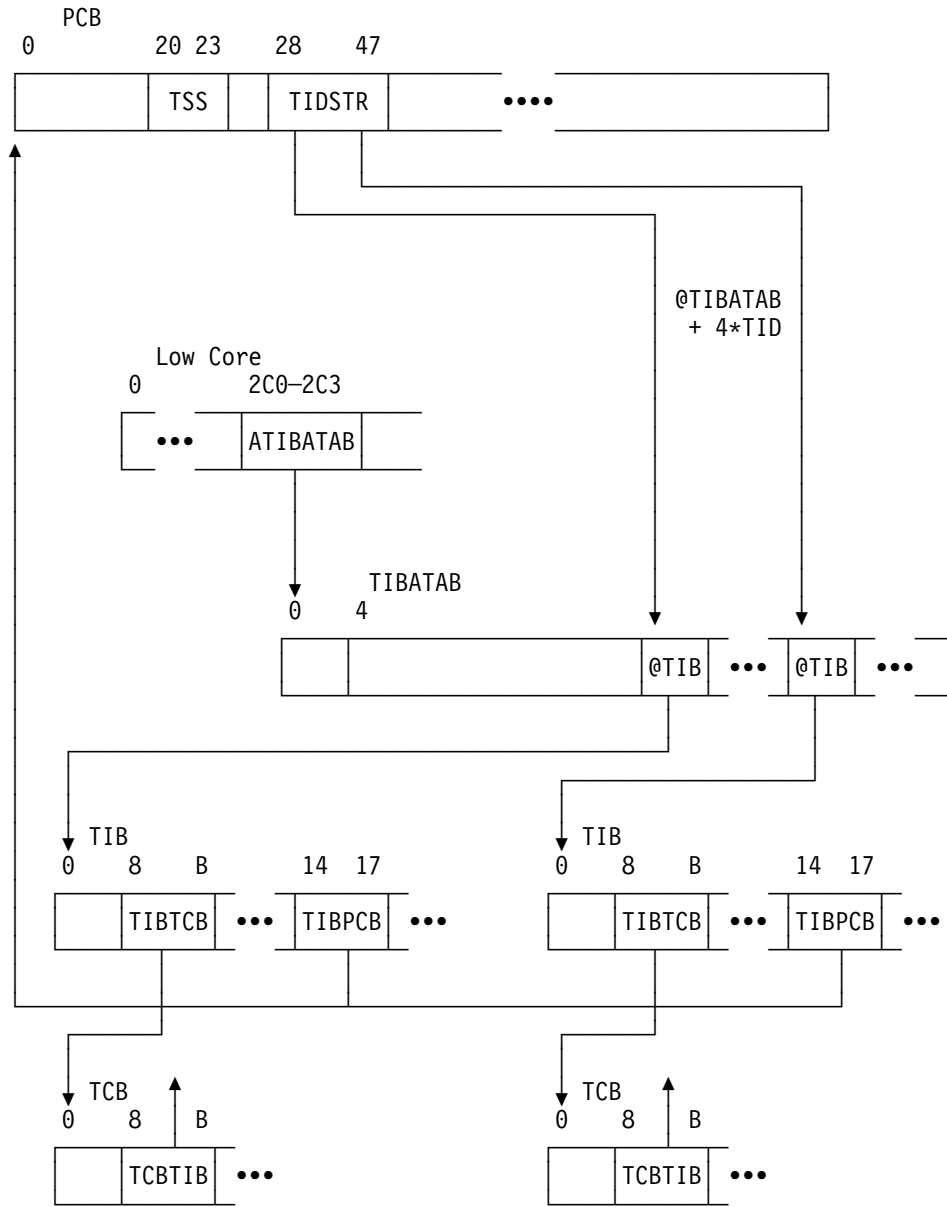 PCB
0 20 23 28 47
TSS TIDSTR ••••
@TIBATAB
+ 4*TID
Low Core
0 2C0–2C3
••• ATIBATAB
TIBATAB
0 4
@TIB ••• @TIB •••
TIB TIB
0 8 B 14 17 0 8 B 14 17
TIBTCB ••• TIBPCB ••• TIBTCB ••• TIBPCB •••
TCB TCB
0 8 B 0 8 B
TCBTIB ••• TCBTIB •••